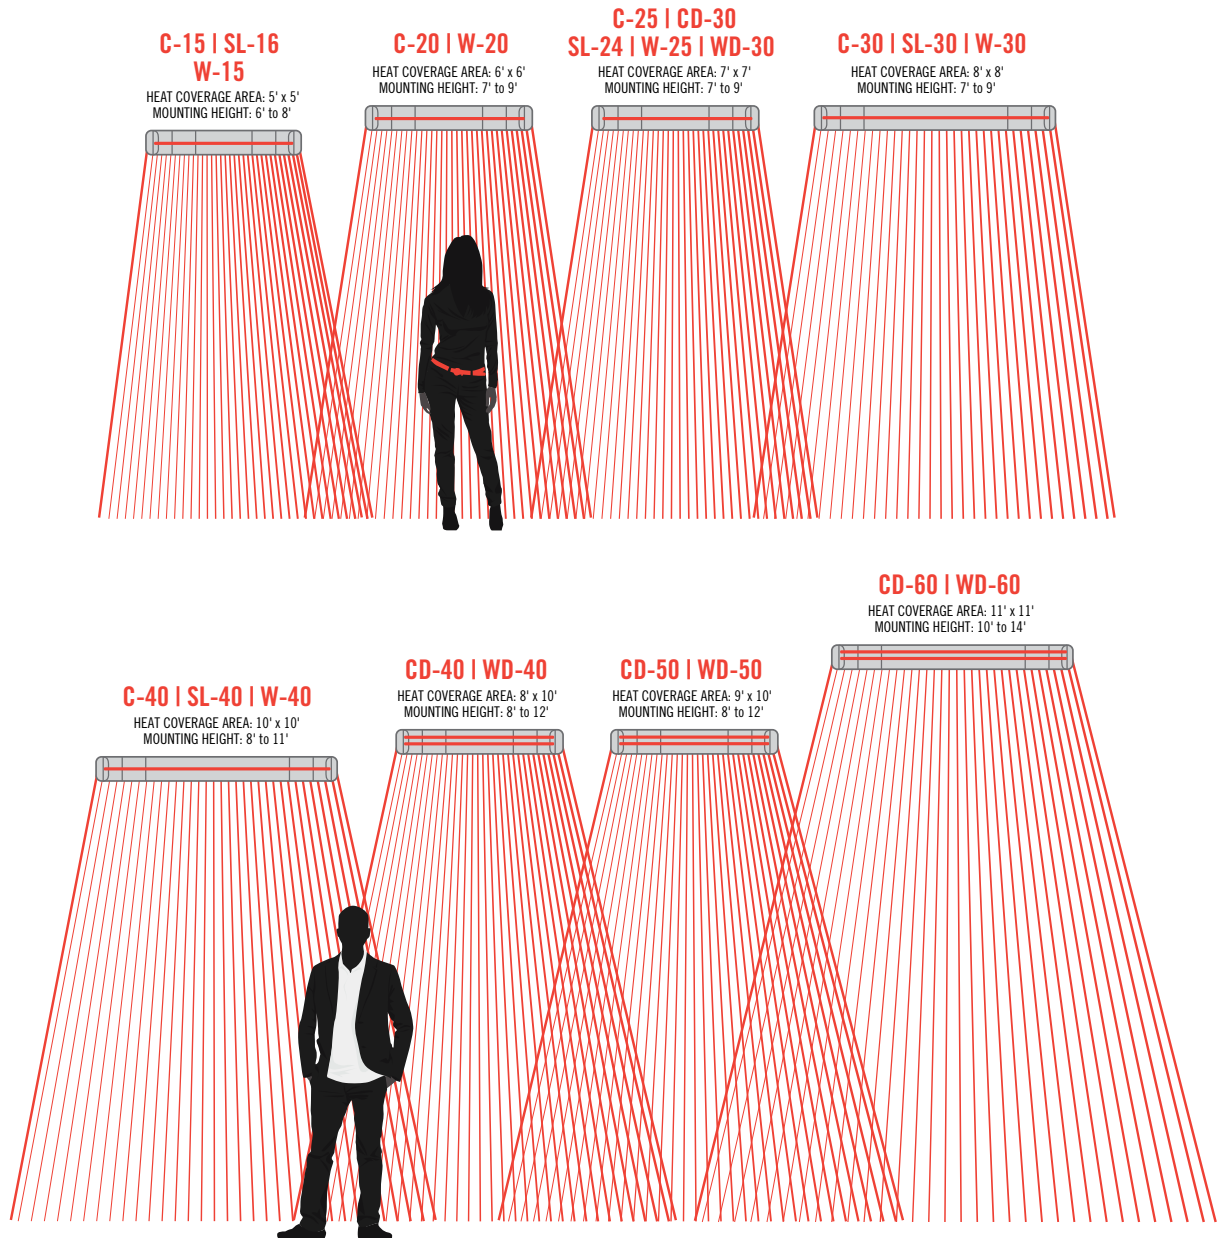 C-15 | SL-16
W-15
HEAT COVERAGE AREA: 5' x 5'
MOUNTING HEIGHT: 6' to 8'
C-20 | W-20
HEAT COVERAGE AREA: 6' x 6'
MOUNTING HEIGHT: 7' to 9'
C-25 | CD-30
SL-24 | W-25 | WD-30
HEAT COVERAGE AREA: 7' x 7'
MOUNTING HEIGHT: 7' to 9'
C-30 | SL-30 | W-30
HEAT COVERAGE AREA: 8' x 8'
MOUNTING HEIGHT: 7' to 9'
C-40 | SL-40 | W-40
HEAT COVERAGE AREA: 10' x 10'
MOUNTING HEIGHT: 8' to 11'
CD-40 | WD-40
HEAT COVERAGE AREA: 8' x 10'
MOUNTING HEIGHT: 8' to 12'
CD-50 | WD-50
HEAT COVERAGE AREA: 9' x 10'
MOUNTING HEIGHT: 8' to 12'
CD-60 | WD-60
HEAT COVERAGE AREA: 11' x 11'
MOUNTING HEIGHT: 10' to 14'